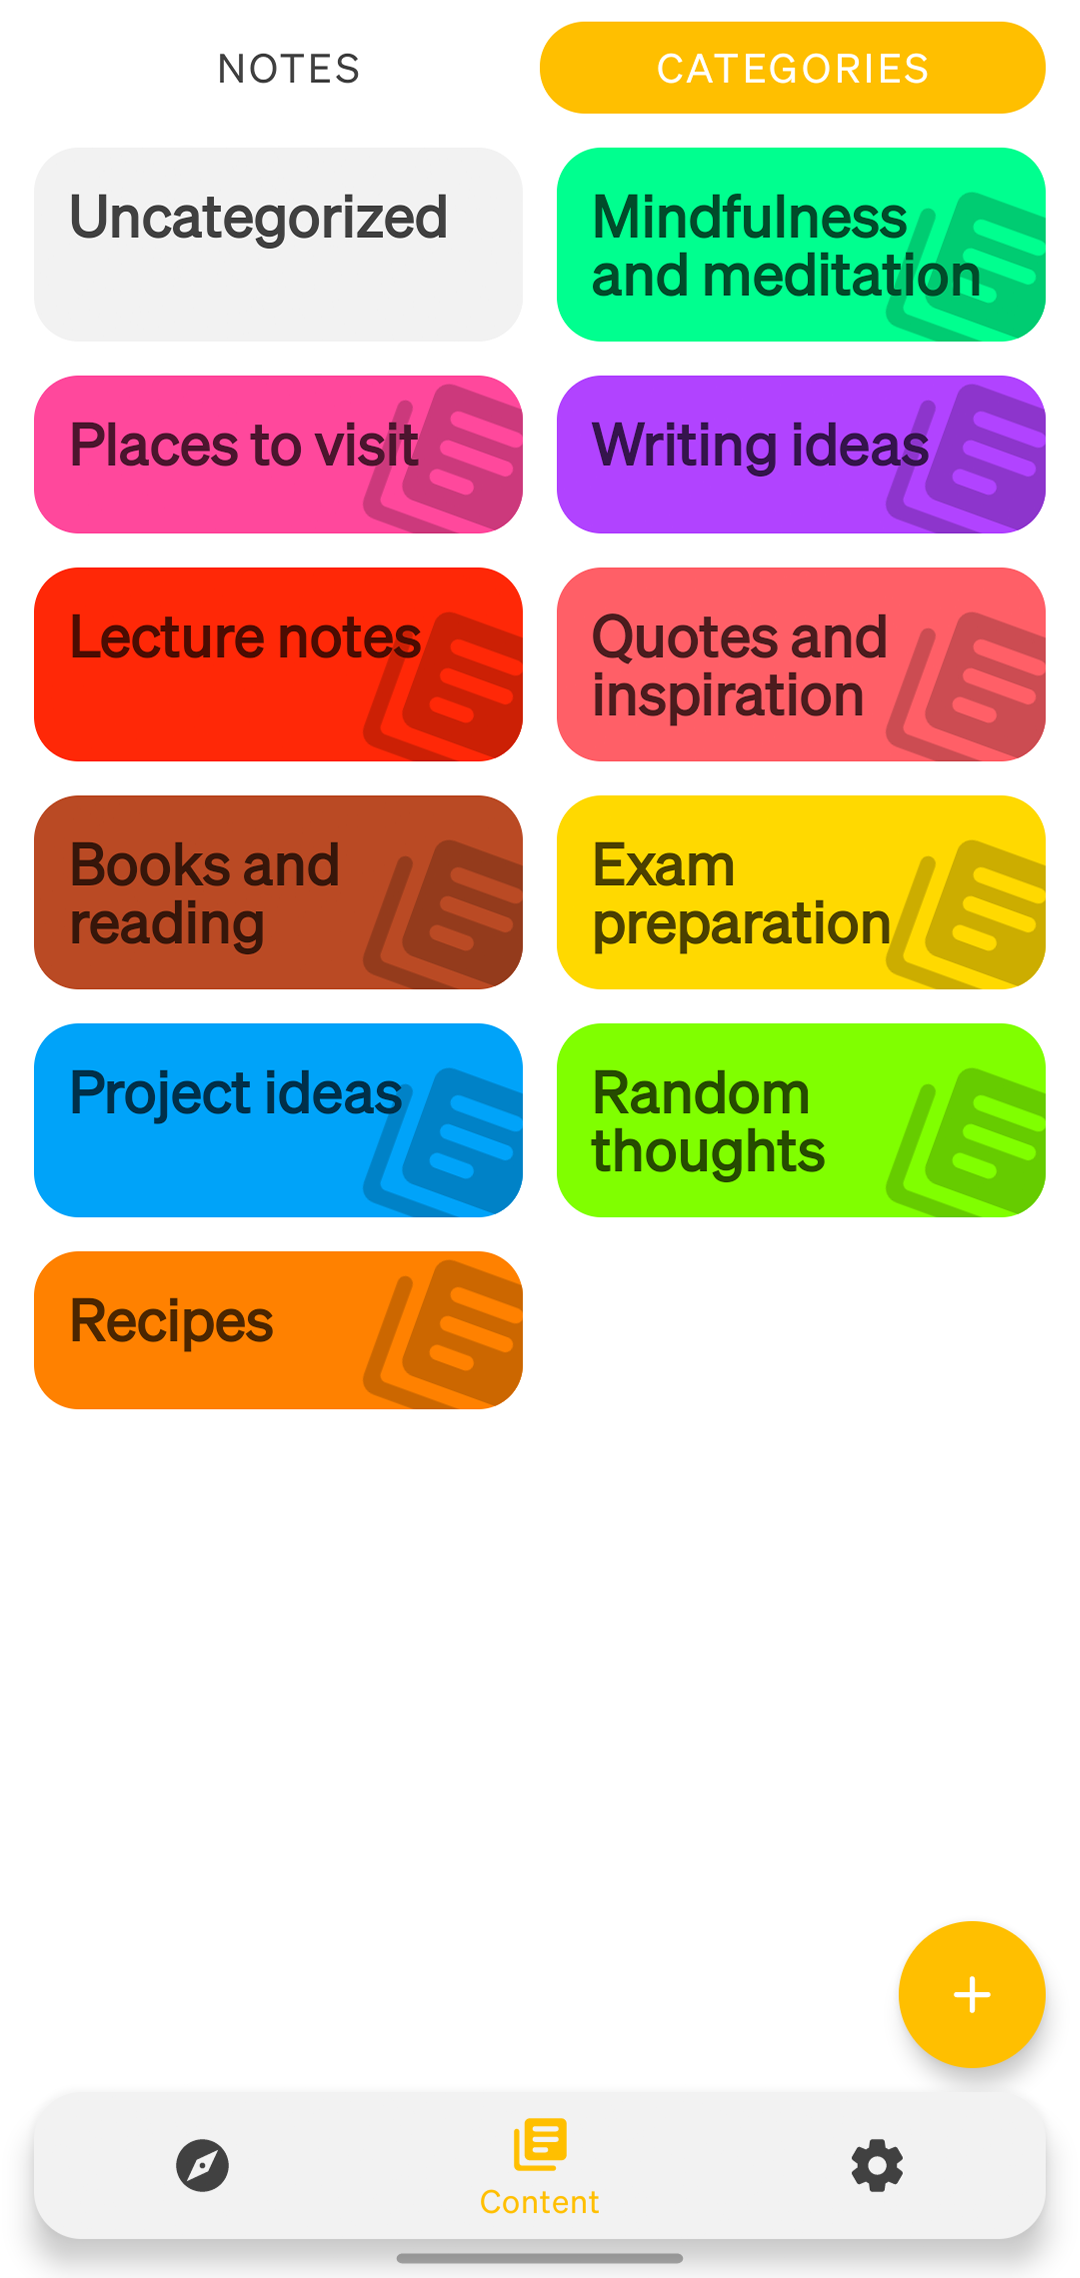 NOTES
CATEGORIES
Uncategorized
Mindfulness
and meditation
Places to visit
Writing ideas
Lecture notes
Quotes and
inspiration
Books and
reading
Exam
preparation
Project ideas
Random
thoughts
Recipes
Content